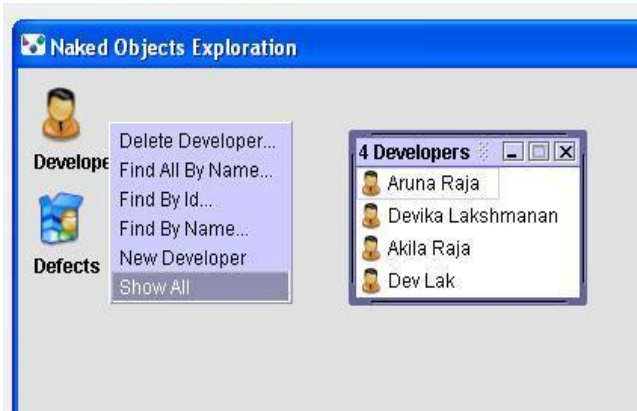 Naked Objects Exploration
Develope
Defects
Delete Developer...
Find All By Name...
Find By Id...
Find By Name...
New Developer
Show All
4 Developers
Aruna Raja
Devika Lakshmanan
Akila Raja
Dev Lak